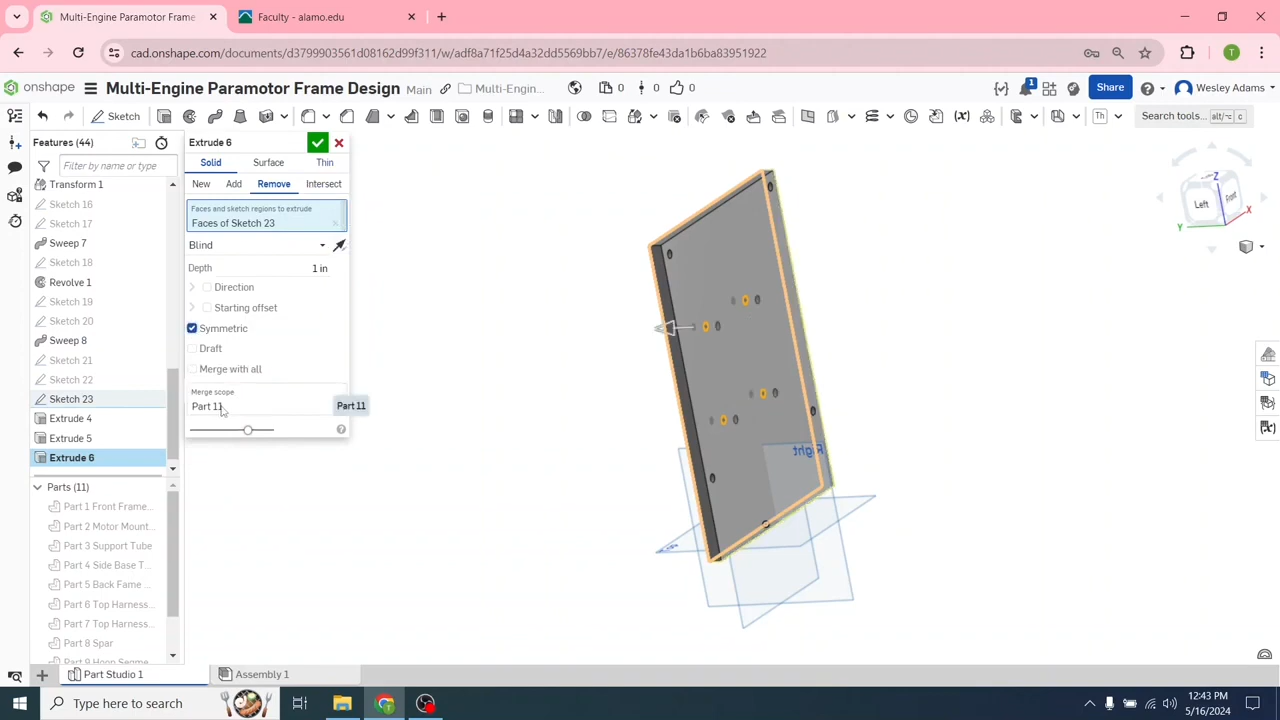 Multi-Engine Paramotor Frame D
Faculty - alamo.edu
cad.onshape.com/documents/d3799903561d08162d99f311/w/adf8a71f25d4a32dd5569bb7/e/86378fe43da1b6ba83951922
T
onshape
Multi-Engine Paramotor Frame Design
Main
Multi-Engin...
0
0
0
1
Share
Wesley Adams
Sketch
Th
Search tools...
alt/⌥
c
Features (44)
Filter by name or type
Transform 1
Sketch 16
Sketch 17
Sweep 7
Sketch 18
Revolve 1
Sketch 19
Sketch 20
Sweep 8
Sketch 21
Sketch 22
Sketch 23
Extrude 4
Extrude 5
Extrude 6
Parts (11)
Part 1 Front Frame...
Part 2 Motor Mount...
Part 3 Support Tube
Part 4 Side Base T...
Part 5 Back Fame ...
Part 6 Top Harness...
Part 7 Top Harness...
Part 8 Spar
Part 9 Hoop Segme...
Extrude 6
Solid
Surface
Thin
New
Add
Remove
Intersect
Faces and sketch regions to extrude
Faces of Sketch 23
Blind
Depth
1 in
Direction
Starting offset
Symmetric
Draft
Merge with all
Merge scope
Part 11
Part 11
Right
Z
Left
Front
Y
X
Part Studio 1
Assembly 1
Type here to search
12:43 PM
5/16/2024